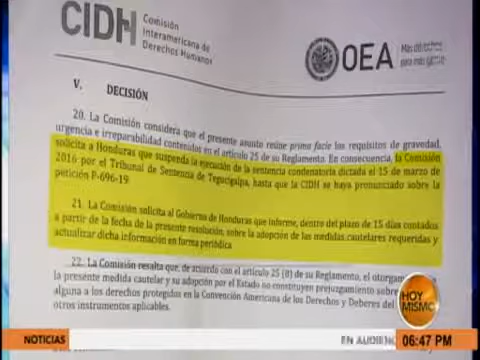 CIDH Comisión
Interamericana de
Derechos Humanos
OEA Más derechos
para más gente
V. DECISIÓN
20. La Comisión considera que el presente asunto reúne prima facie los requisitos de gravedad,
urgencia e irreparabilidad contenidos en el artículo 25 de su Reglamento. En consecuencia, la Comisión
solicita a Honduras que suspenda la ejecución de la sentencia condenatoria dictada el 15 de marzo de
2016 por el Tribunal de Sentencia de Tegucigalpa, hasta que la CIDH se haya pronunciado sobre la
petición P-696-19.
21. La Comisión solicita al Gobierno de Honduras que informe, dentro del plazo de 15 días contados
a partir de la fecha de la presente resolución, sobre la adopción de las medidas cautelares requeridas y
actualizar dicha información en forma periódica
22. La Comisión resalta que, de acuerdo con el artículo 25 (8) de su Reglamento, el otorgam
la presente medida cautelar y su adopción por el Estado no constituyen prejuzgamiento sobre
alguna a los derechos protegidos en la Convención Americana de los Derechos y Deberes del
otros instrumentos aplicables.
HOY
MISMO
NOTICIAS EN AUDIENC 06:47 PM